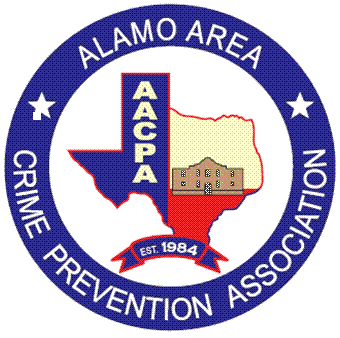 ALAMO AREA
AACPA
EST. 1984
CRIME PREVENTION ASSOCIATION